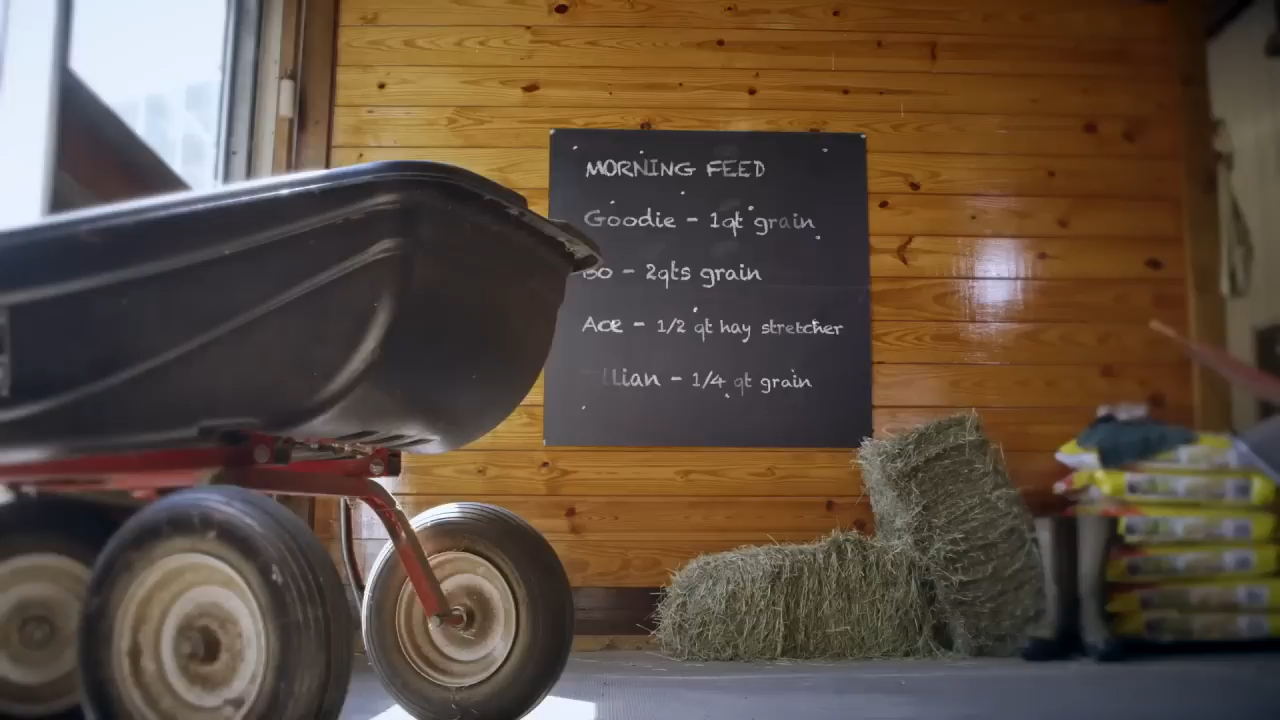 MORNING FEED
Goodie - 1qt grain
- 2qts grain
Ace - 1/2 qt hay stretcher
- 1/4 qt grain